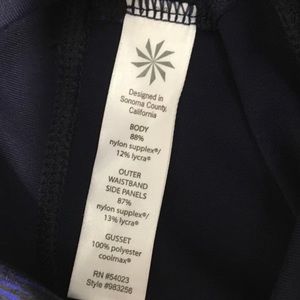 Designed in
Sonoma County,
California
BODY
88%
nylon supplex®/
12% lycra®
OUTER
WAISTBAND
SIDE PANELS
87%
nylon supplex®/
13% lycra®
GUSSET
100% polyester
coolmax®
RN #54023
Style #983256